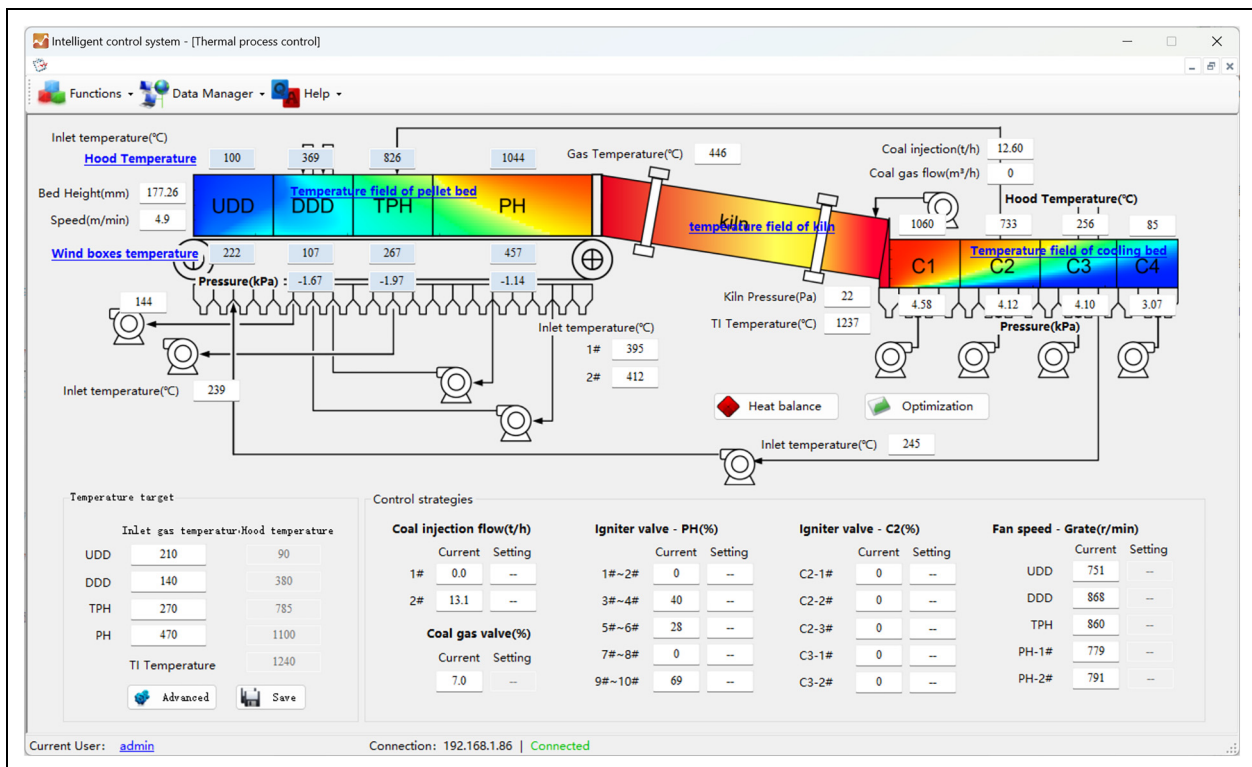 Intelligent control system - [Thermal process control]
Functions Data Manager Help
Inlet temperature(℃)
Hood Temperature 100 369 826 1044
Gas Temperature(℃) 446
Coal injection(t/h) 12.60
Coal gas flow(m³/h) 0
Hood Temperature(℃)
1060 733 256 85
Bed Height(mm) 177.26
Speed(m/min) 4.9
Temperature field of pellet bed
UDD DDD TPH PH
kiln
temperature field of kiln
Temperature field of cooling bed
C1 C2 C3 C4
Wind boxes temperature 222 107 267 457
Pressure(kPa) : -1.67 -1.97 -1.14
Kiln Pressure(Pa) 22
4.58 4.12 4.10 3.07
Pressure(kPa)
TI Temperature(℃) 1237
144
Inlet temperature(℃)
1# 395
2# 412
Inlet temperature(℃) 239
Heat balance Optimization
Inlet temperature(℃) 245
Temperature target
Inlet gas temperatur Hood temperature
UDD 210 90
DDD 140 380
TPH 270 785
PH 470 1100
TI Temperature 1240
Advanced Save
Control strategies
Coal injection flow(t/h)
Current Setting
1# 0.0 --
2# 13.1 --
Coal gas valve(%)
Current Setting
7.0 --
Igniter valve - PH(%)
Current Setting
1#~2# 0 --
3#~4# 40 --
5#~6# 28 --
7#~8# 0 --
9#~10# 69 --
Igniter valve - C2(%)
Current Setting
C2-1# 0 --
C2-2# 0 --
C2-3# 0 --
C3-1# 0 --
C3-2# 0 --
Fan speed - Grate(r/min)
Current Setting
UDD 751 --
DDD 868 --
TPH 860 --
PH-1# 779 --
PH-2# 791 --
Current User: admin
Connection: 192.168.1.86 | Connected